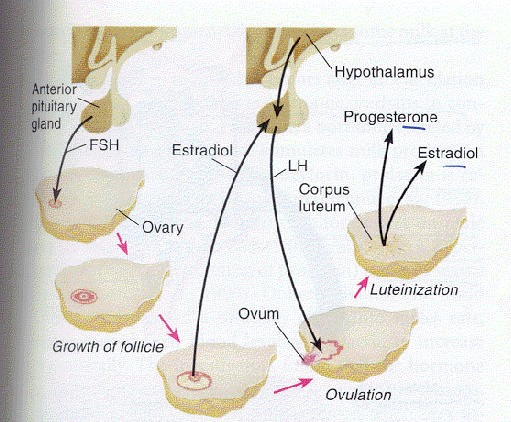 Hypothalamus
Anterior
pituitary
gland
FSH
Estradiol
LH
Progesterone
Estradiol
Corpus
luteum
Ovary
Luteinization
Growth of follicle
Ovum
Ovulation